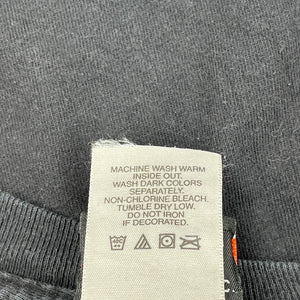 MACHINE WASH WARM
INSIDE OUT.
WASH DARK COLORS
SEPARATELY.
NON-CHLORINE BLEACH.
TUMBLE DRY LOW.
DO NOT IRON
IF DECORATED.
40C
C